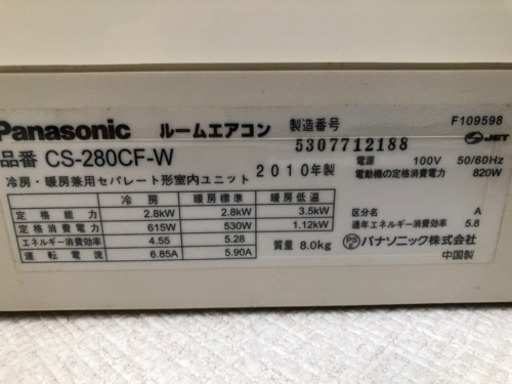 Panasonic ルームエアコン 製造番号 F109598
5307712188 JET
品番 CS-280CF-W 2010年製
電源 100V 50/60Hz
電動機の定格消費電力 820W
冷房・暖房兼用セパレート形室内ユニット
冷房 暖房標準 暖房低温
定格能力 2.8kW 2.8kW 3.5kW
定格消費電力 615W 530W 1.12kW
エネルギー消費効率 4.55 5.28
運転電流 6.85A 5.90A
質量 8.0kg
区分名 A
通年エネルギー消費効率 5.8
PS E パナソニック株式会社
中国製